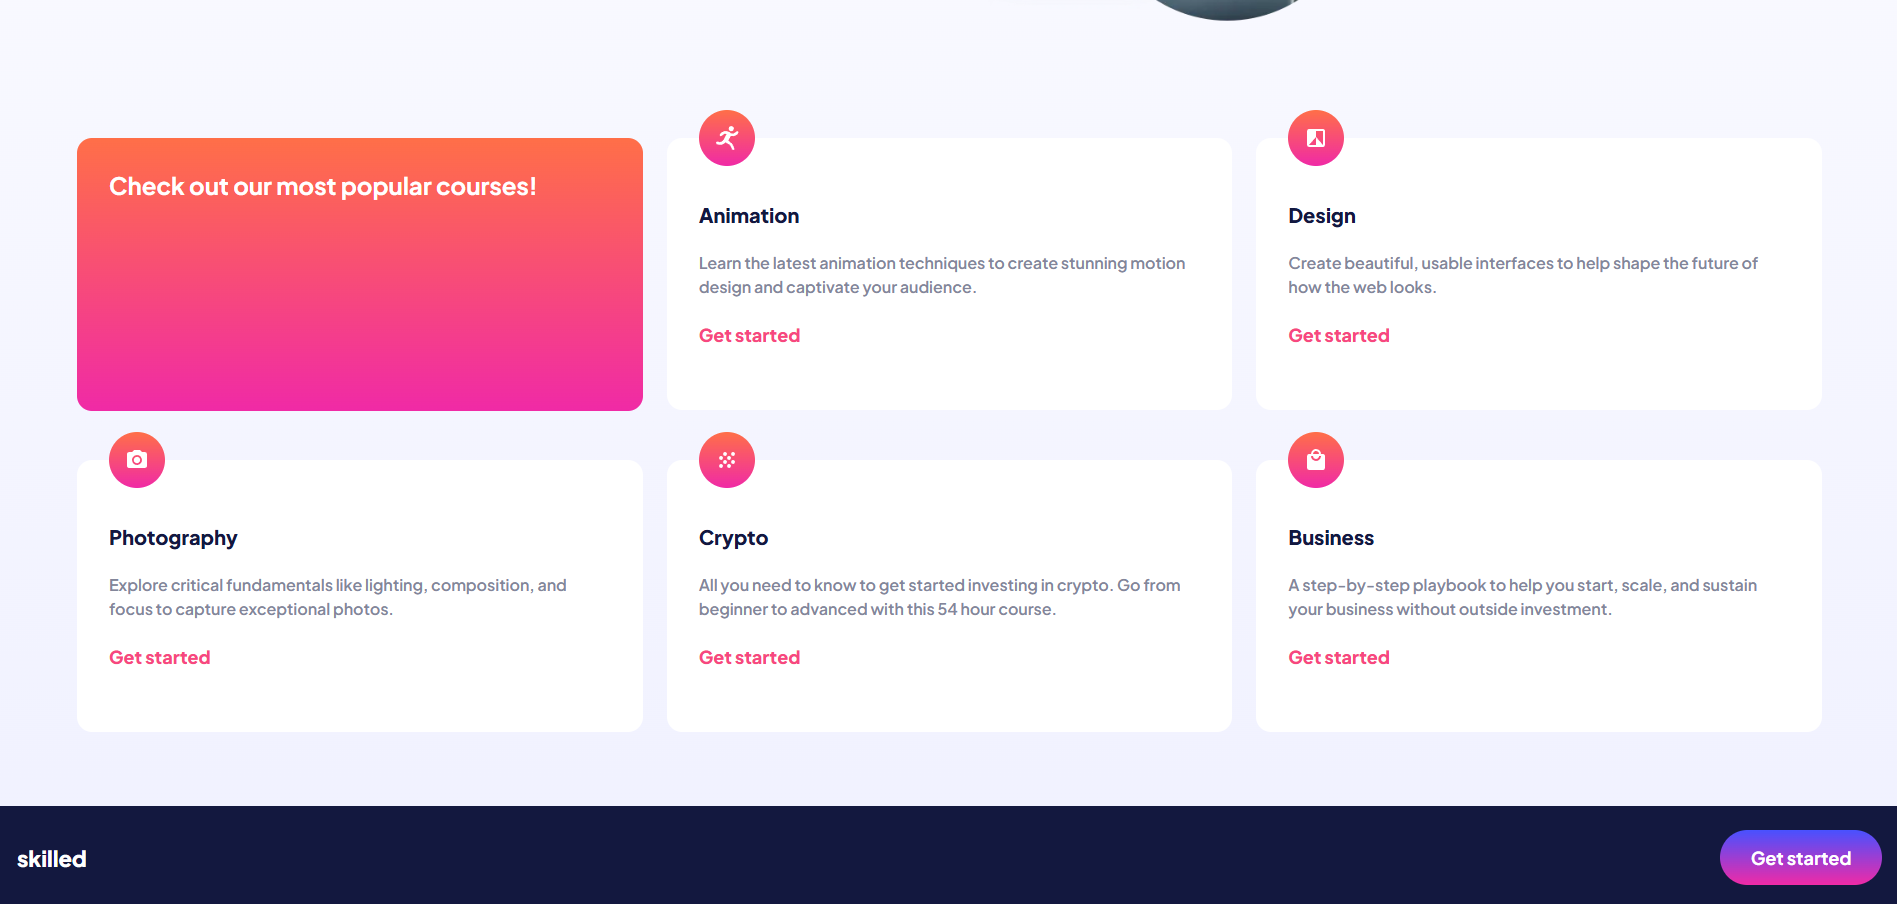 Check out our most popular courses!
Animation
Learn the latest animation techniques to create stunning motion
design and captivate your audience.
Get started
Design
Create beautiful, usable interfaces to help shape the future of
how the web looks.
Get started
Photography
Explore critical fundamentals like lighting, composition, and
focus to capture exceptional photos.
Get started
Crypto
All you need to know to get started investing in crypto. Go from
beginner to advanced with this 54 hour course.
Get started
Business
A step-by-step playbook to help you start, scale, and sustain
your business without outside investment.
Get started
skilled
Get started